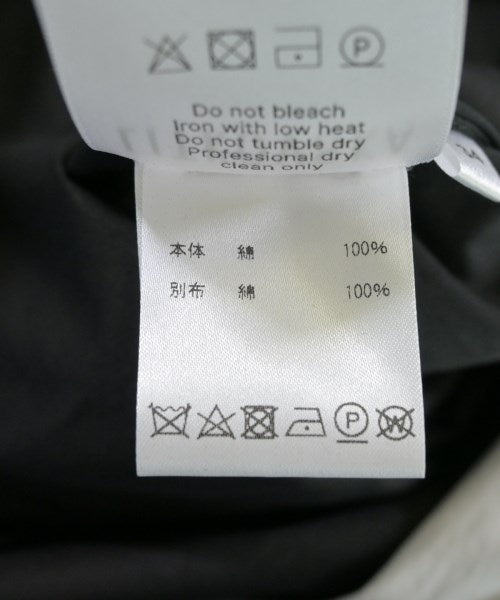 P
Do not bleach
Iron with low heat
Do not tumble dry
Professional dry
clean only
本体 綿 100%
別布 綿 100%
P W